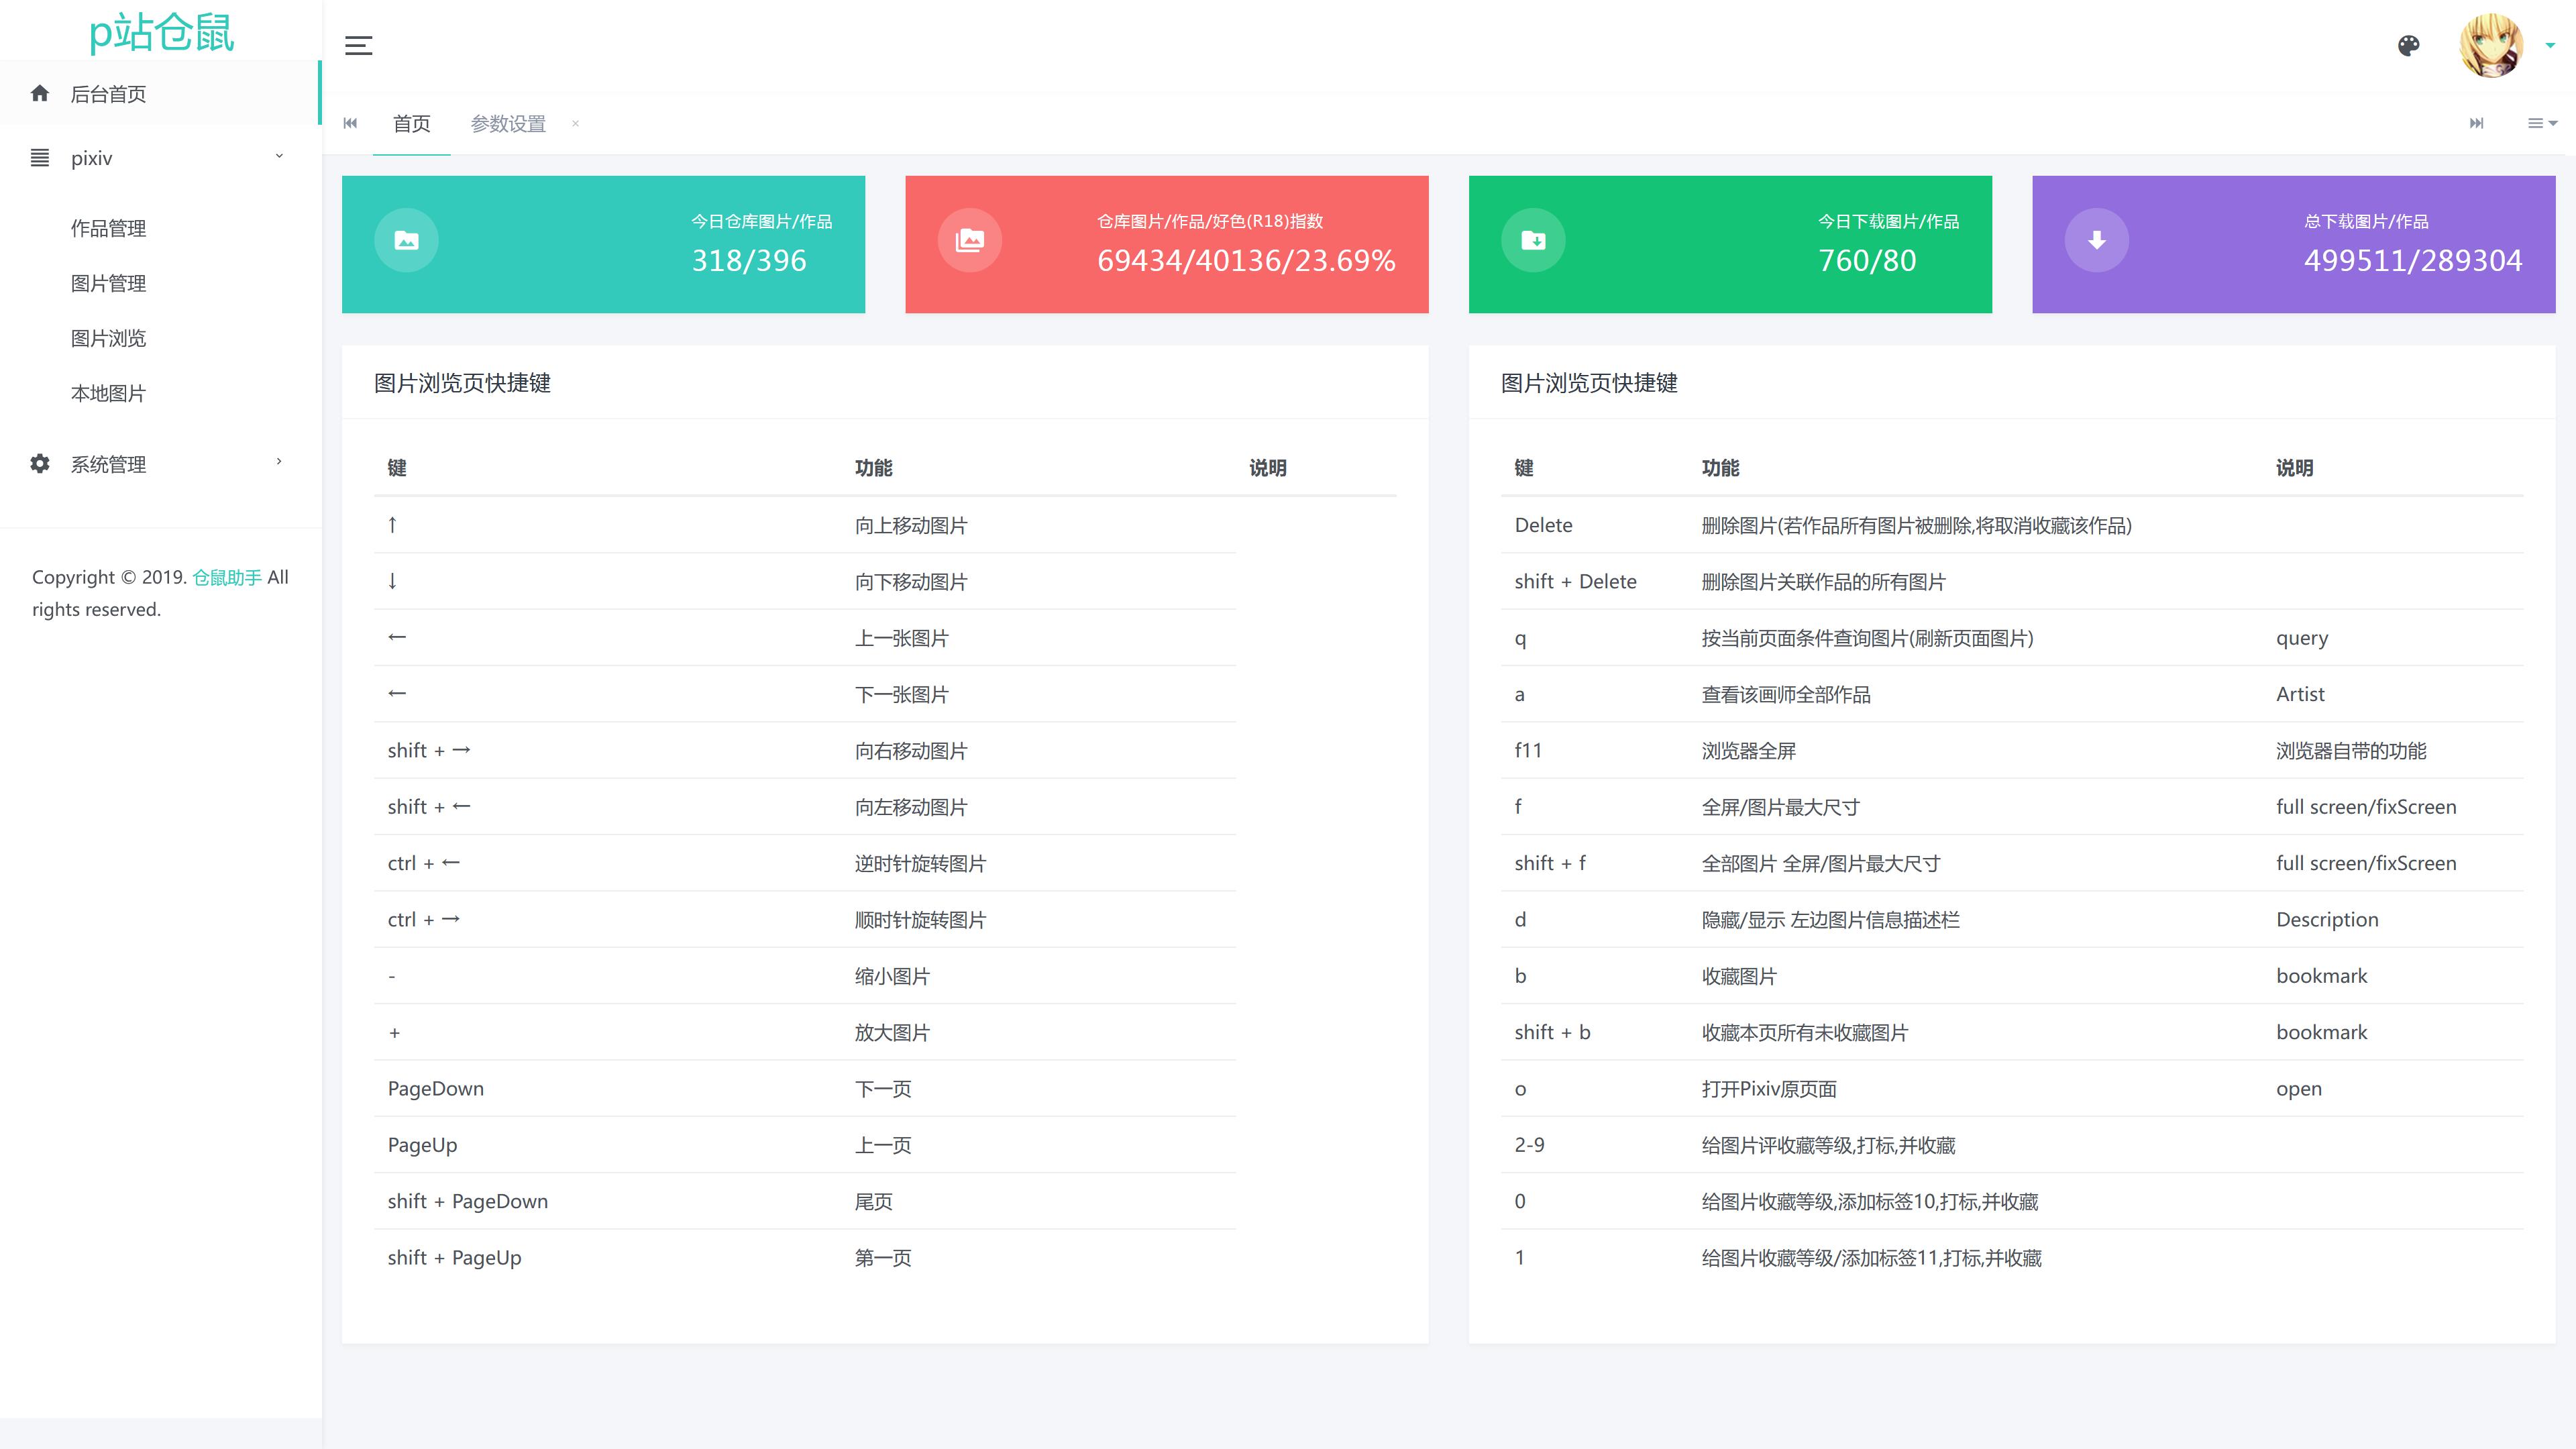 p站仓鼠
后台首页
pixiv
作品管理
图片管理
图片浏览
本地图片
系统管理
Copyright © 2019. 仓鼠助手 All
rights reserved.
首页 参数设置 ×
今日仓库图片/作品
318/396
仓库图片/作品/好色(R18)指数
69434/40136/23.69%
今日下载图片/作品
760/80
总下载图片/作品
499511/289304
图片浏览页快捷键
键 功能 说明
↑ 向上移动图片
↓ 向下移动图片
← 上一张图片
← 下一张图片
shift + → 向右移动图片
shift + ← 向左移动图片
ctrl + ← 逆时针旋转图片
ctrl + → 顺时针旋转图片
- 缩小图片
+ 放大图片
PageDown 下一页
PageUp 上一页
shift + PageDown 尾页
shift + PageUp 第一页
图片浏览页快捷键
键 功能 说明
Delete 删除图片(若作品所有图片被删除,将取消收藏该作品)
shift + Delete 删除图片关联作品的所有图片
q 按当前页面条件查询图片(刷新页面图片) query
a 查看该画师全部作品 Artist
f11 浏览器全屏 浏览器自带的功能
f 全屏/图片最大尺寸 full screen/fixScreen
shift + f 全部图片 全屏/图片最大尺寸 full screen/fixScreen
d 隐藏/显示 左边图片信息描述栏 Description
b 收藏图片 bookmark
shift + b 收藏本页所有未收藏图片 bookmark
o 打开Pixiv原页面 open
2-9 给图片评收藏等级,打标,并收藏
0 给图片收藏等级,添加标签10,打标,并收藏
1 给图片收藏等级/添加标签11,打标,并收藏